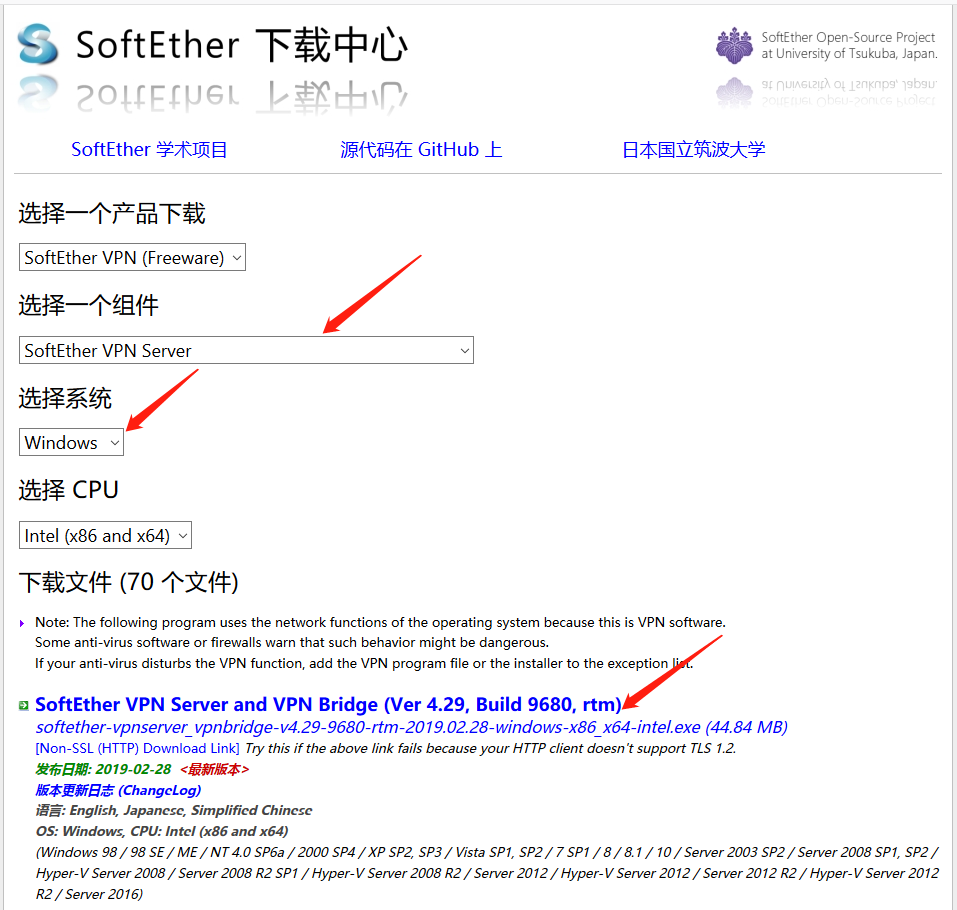 SoftEther 下载中心
SoftEther Open-Source Project
at University of Tsukuba, Japan.
SoftEther 学术项目
源代码在 GitHub 上
日本国立筑波大学
选择一个产品下载
SoftEther VPN (Freeware)
选择一个组件
SoftEther VPN Server
选择系统
Windows
选择 CPU
Intel (x86 and x64)
下载文件 (70 个文件)
Note: The following program uses the network functions of the operating system because this is VPN software.
Some anti-virus software or firewalls warn that such behavior might be dangerous.
If your anti-virus disturbs the VPN function, add the VPN program file or the installer to the exception list.
SoftEther VPN Server and VPN Bridge (Ver 4.29, Build 9680, rtm)
softether-vpnserver_vpnbridge-v4.29-9680-rtm-2019.02.28-windows-x86_x64-intel.exe (44.84 MB)
[Non-SSL (HTTP) Download Link] Try this if the above link fails because your HTTP client doesn't support TLS 1.2.
发布日期: 2019-02-28 <最新版本>
版本更新日志 (ChangeLog)
语言: English, Japanese, Simplified Chinese
OS: Windows, CPU: Intel (x86 and x64)
(Windows 98 / 98 SE / ME / NT 4.0 SP6a / 2000 SP4 / XP SP2, SP3 / Vista SP1, SP2 / 7 SP1 / 8 / 8.1 / 10 / Server 2003 SP2 / Server 2008 SP1, SP2 /
Hyper-V Server 2008 / Server 2008 R2 SP1 / Hyper-V Server 2008 R2 / Server 2012 / Hyper-V Server 2012 / Server 2012 R2 / Hyper-V Server 2012
R2 / Server 2016)